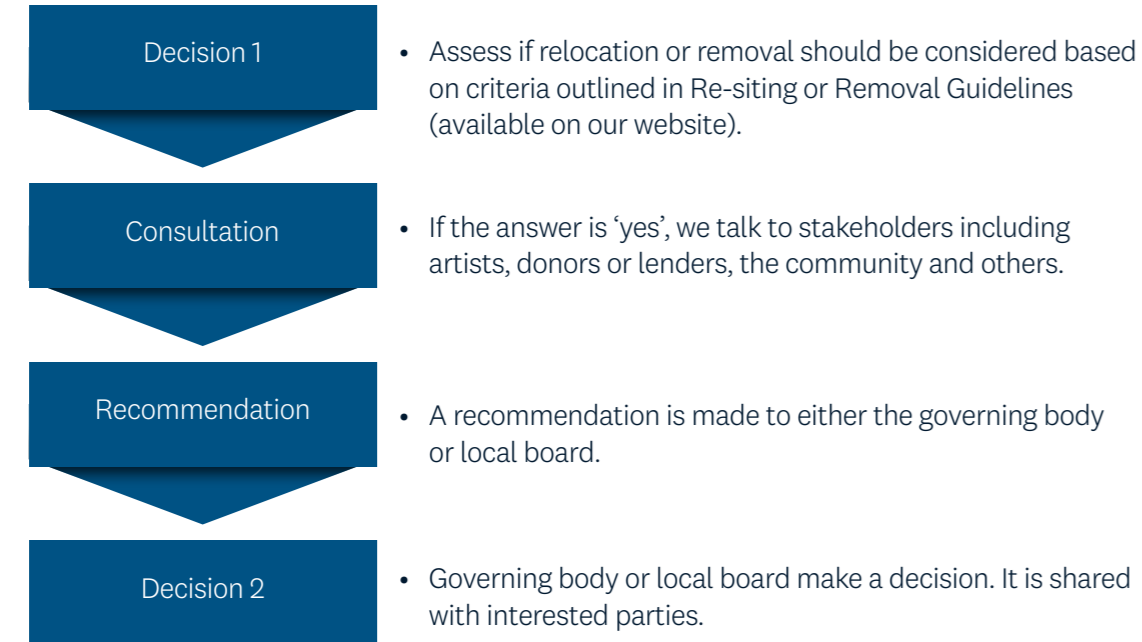 Decision 1
• Assess if relocation or removal should be considered based
on criteria outlined in Re-siting or Removal Guidelines
(available on our website).
Consultation
• If the answer is ‘yes’, we talk to stakeholders including
artists, donors or lenders, the community and others.
Recommendation
• A recommendation is made to either the governing body
or local board.
Decision 2
• Governing body or local board make a decision. It is shared
with interested parties.